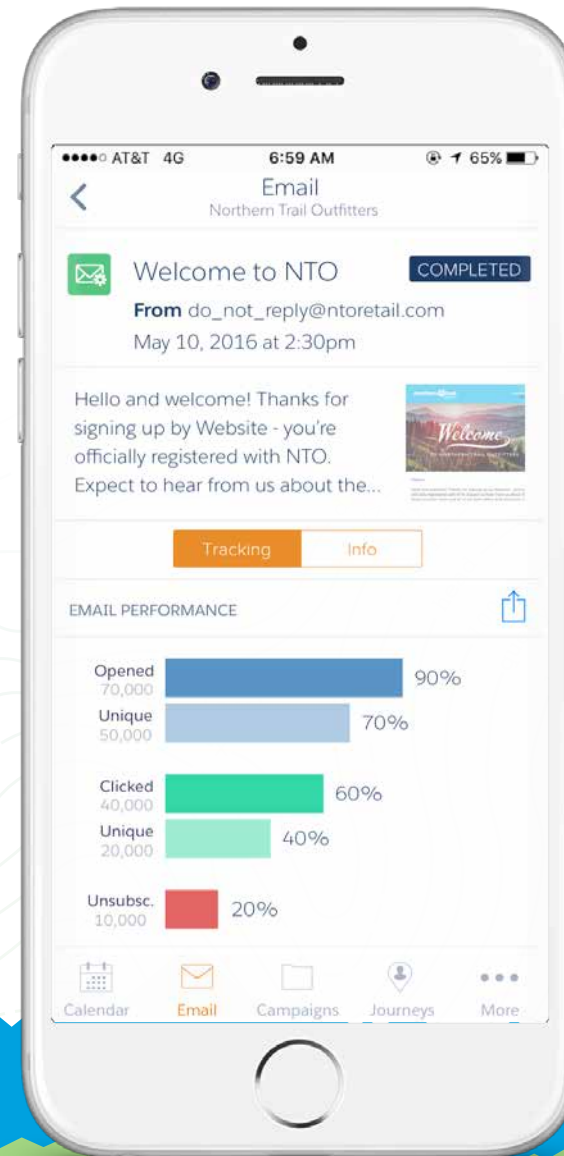 AT&T 4G 6:59 AM 65%
Email
Northern Trail Outfitters
Welcome to NTO COMPLETED
From do_not_reply@ntoretail.com
May 10, 2016 at 2:30pm
Hello and welcome! Thanks for
signing up by Website - you're
officially registered with NTO.
Expect to hear from us about the...
Welcome
Tracking Info
EMAIL PERFORMANCE
Opened
70,000
90%
Unique
50,000
70%
Clicked
40,000
60%
Unique
20,000
40%
Unsubsc.
10,000
20%
Calendar Email Campaigns Journeys More